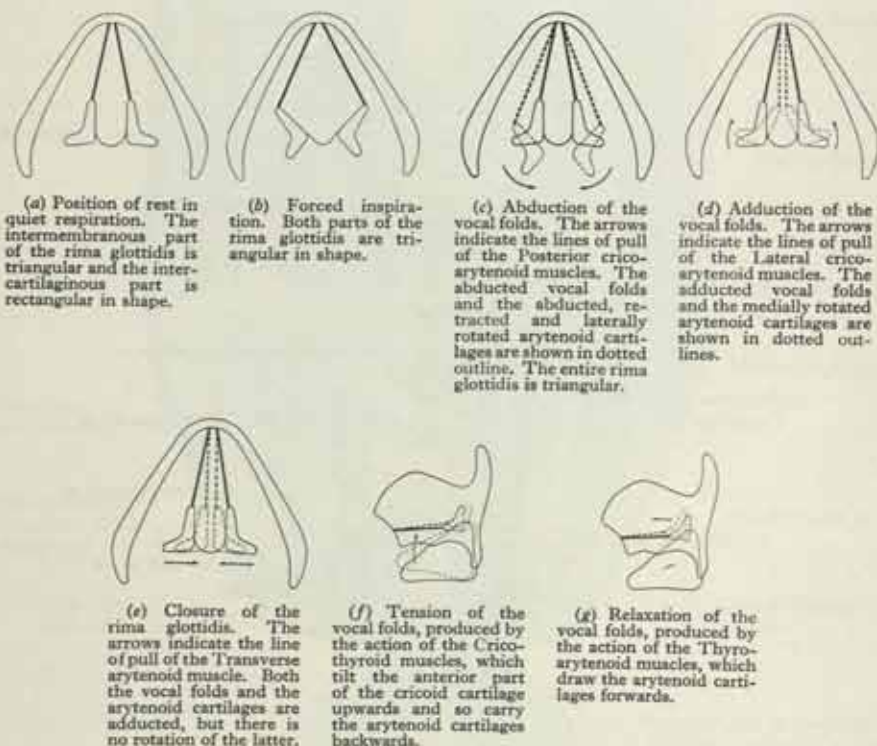 (a) Position of rest in
quiet respiration. The
intermembranous part
of the rima glottidis is
triangular and the inter-
cartilaginous part is
rectangular in shape.
(b) Forced inspira-
tion. Both parts of the
rima glottidis are tri-
angular in shape.
(c) Abduction of the
vocal folds. The arrows
indicate the lines of pull
of the Posterior crico-
arytenoid muscles. The
abducted vocal folds
and the abducted, re-
tracted and laterally
rotated arytenoid carti-
lages are shown in dotted
outline. The entire rima
glottidis is triangular.
(d) Adduction of the
vocal folds. The arrows
indicate the lines of pull
of the Lateral crico-
arytenoid muscles. The
adducted vocal folds
and the medially rotated
arytenoid cartilages are
shown in dotted out-
lines.
(e) Closure of the
rima glottidis. The
arrows indicate the line
of pull of the Transverse
arytenoid muscle. Both
the vocal folds and the
arytenoid cartilages are
adducted, but there is
no rotation of the latter.
(f) Tension of the
vocal folds, produced by
the action of the Crico-
thyroid muscles, which
tilt the anterior part
of the cricoid cartilage
upwards and so carry
the arytenoid cartilages
backwards.
(g) Relaxation of the
vocal folds, produced by
the action of the Thyro-
arytenoid muscles, which
draw the arytenoid carti-
lages forwards.